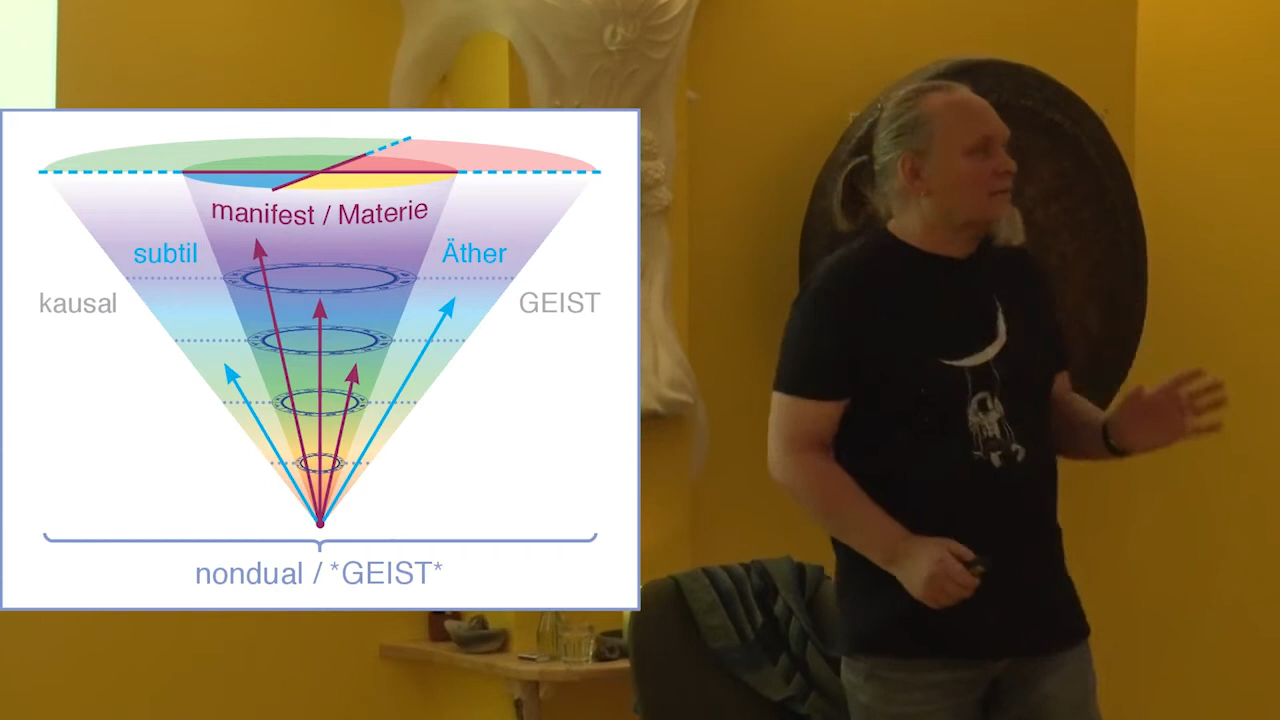 manifest / Materie
subtil
Äther
kausal
GEIST
nondual / *GEIST*